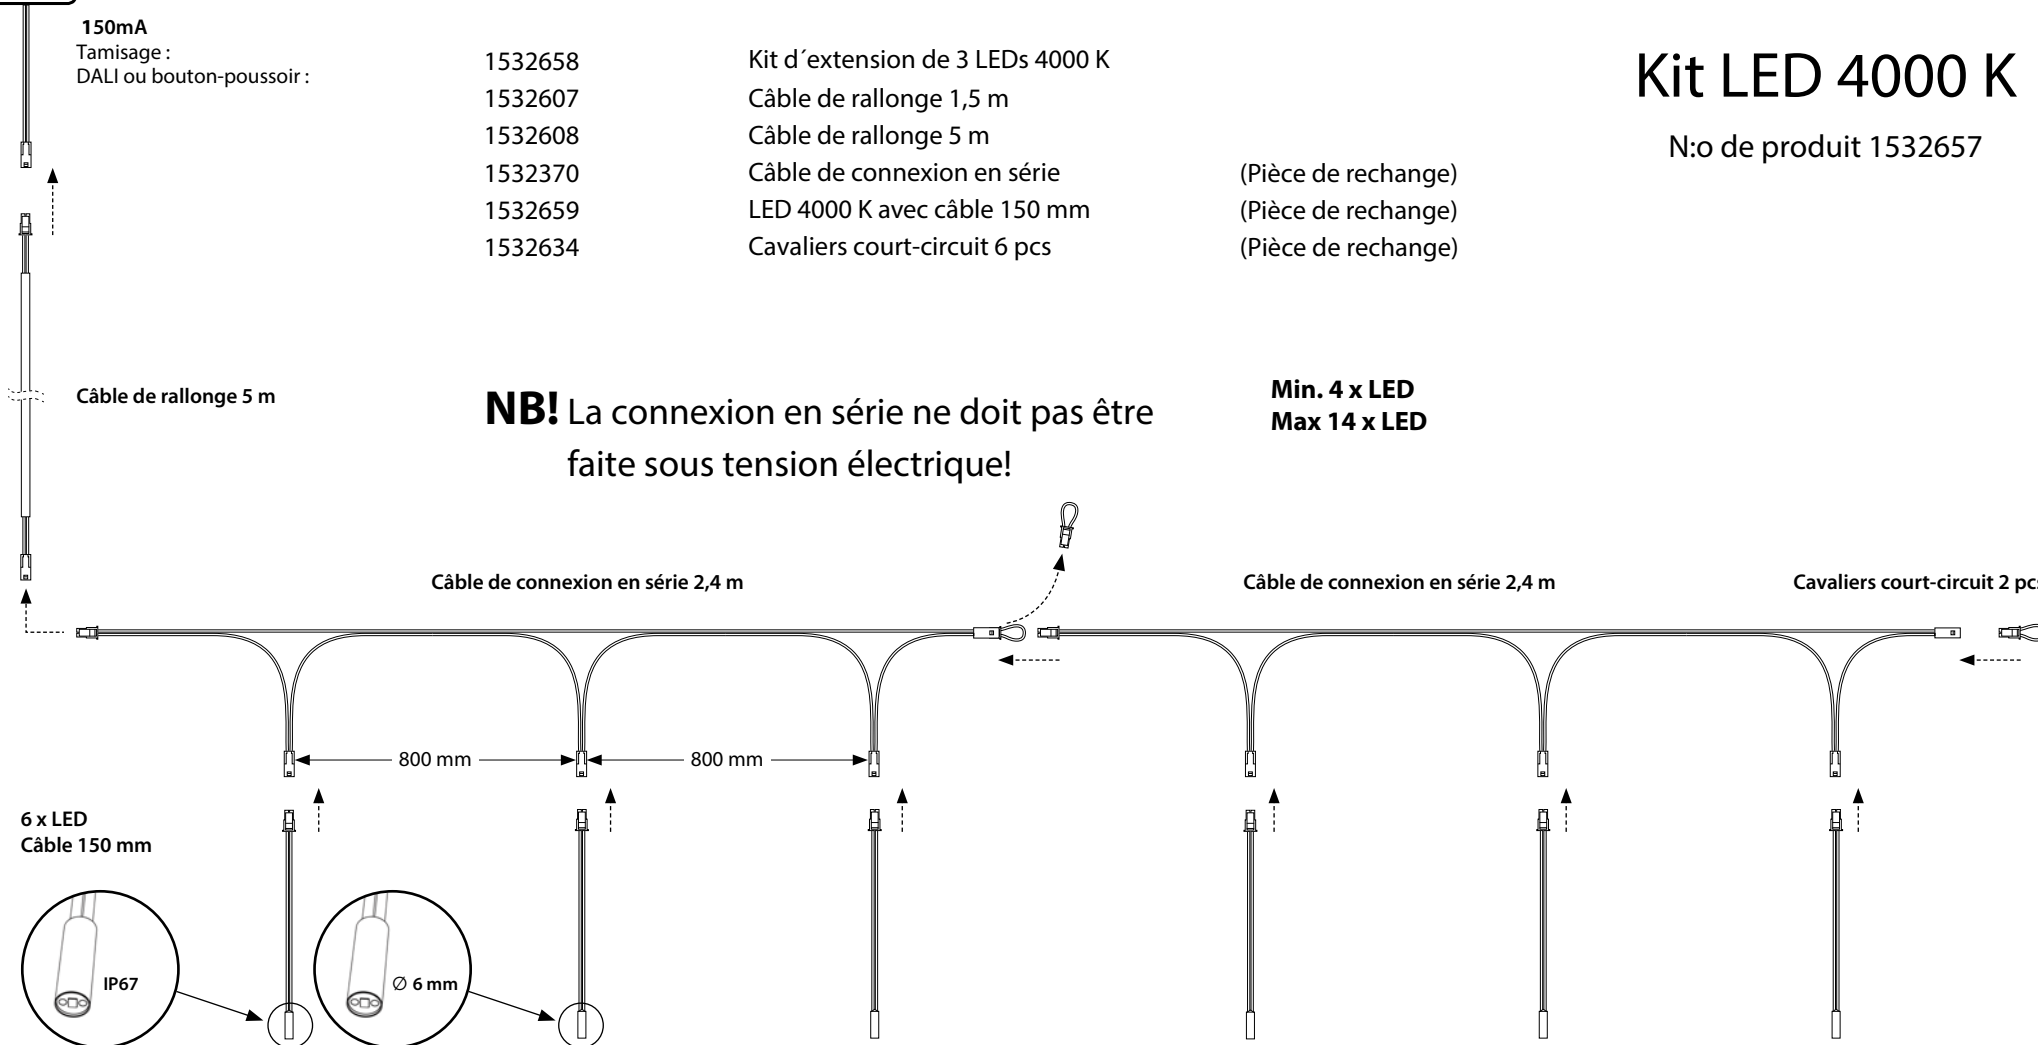 150mA
Tamisage :
DALI ou bouton-poussoir :
1532658 Kit d´extension de 3 LEDs 4000 K
1532607 Câble de rallonge 1,5 m
1532608 Câble de rallonge 5 m
1532370 Câble de connexion en série (Pièce de rechange)
1532659 LED 4000 K avec câble 150 mm (Pièce de rechange)
1532634 Cavaliers court-circuit 6 pcs (Pièce de rechange)
Kit LED 4000 K
N:o de produit 1532657
Câble de rallonge 5 m
NB! La connexion en série ne doit pas être
faite sous tension électrique!
Min. 4 x LED
Max 14 x LED
Câble de connexion en série 2,4 m
Câble de connexion en série 2,4 m
Cavaliers court-circuit 2 pcs
800 mm
800 mm
6 x LED
Câble 150 mm
IP67
Ø 6 mm